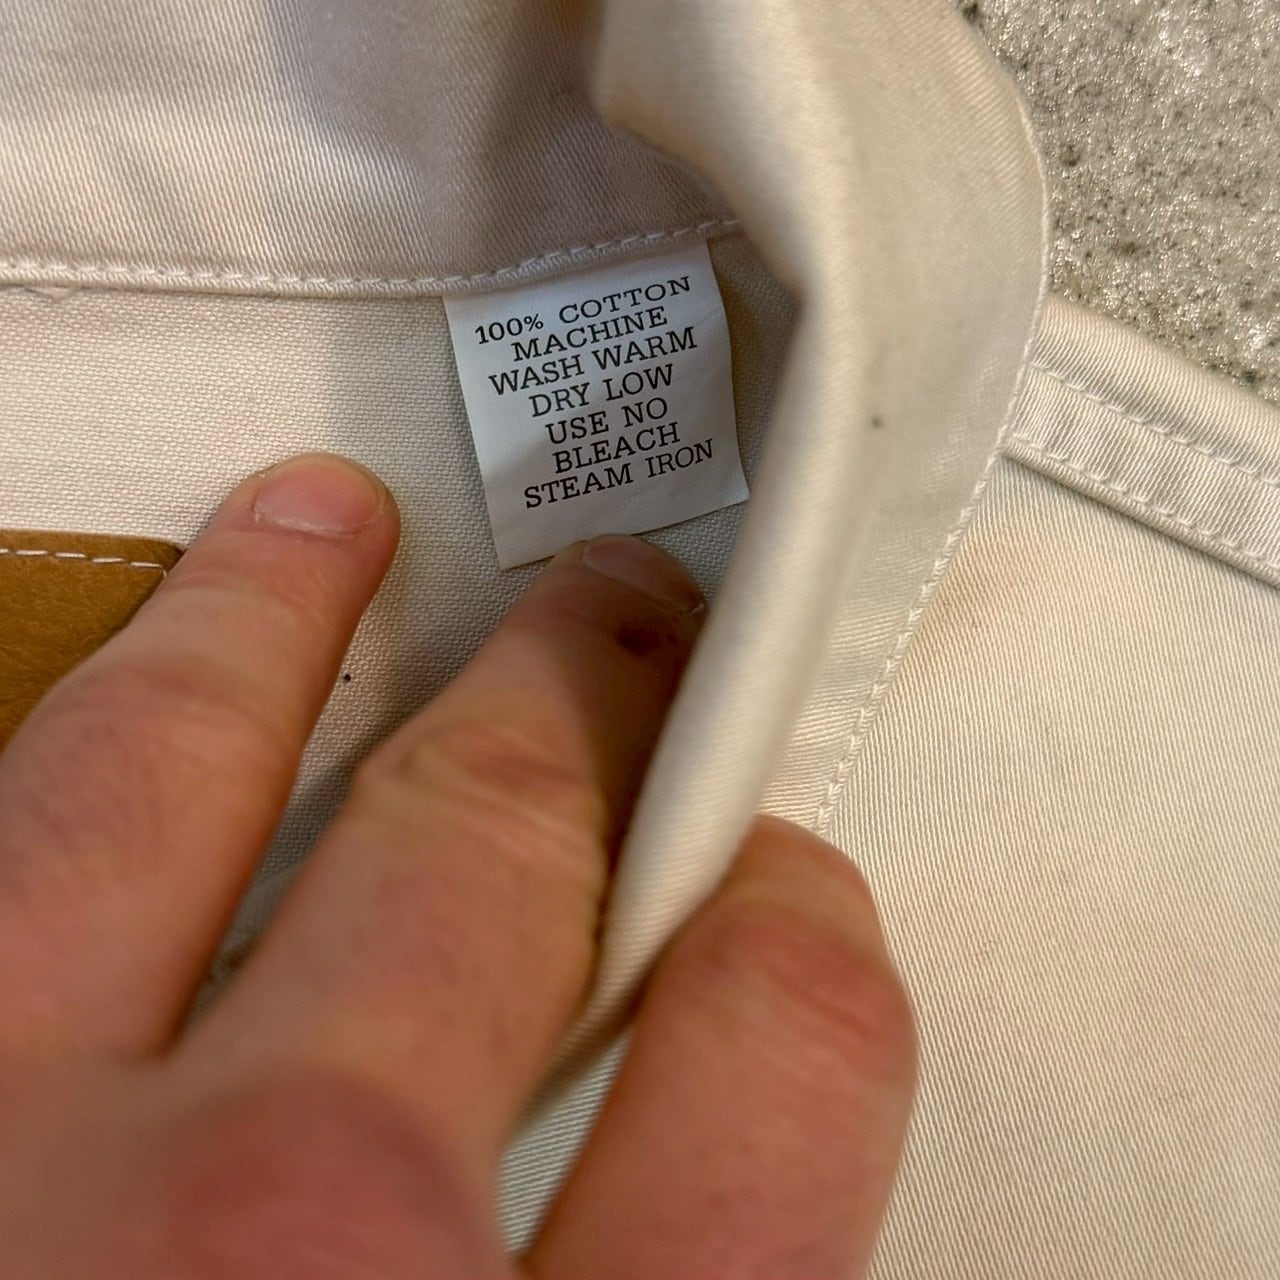 100% COTTON
MACHINE
WASH WARM
DRY LOW
USE NO
BLEACH
STEAM IRON